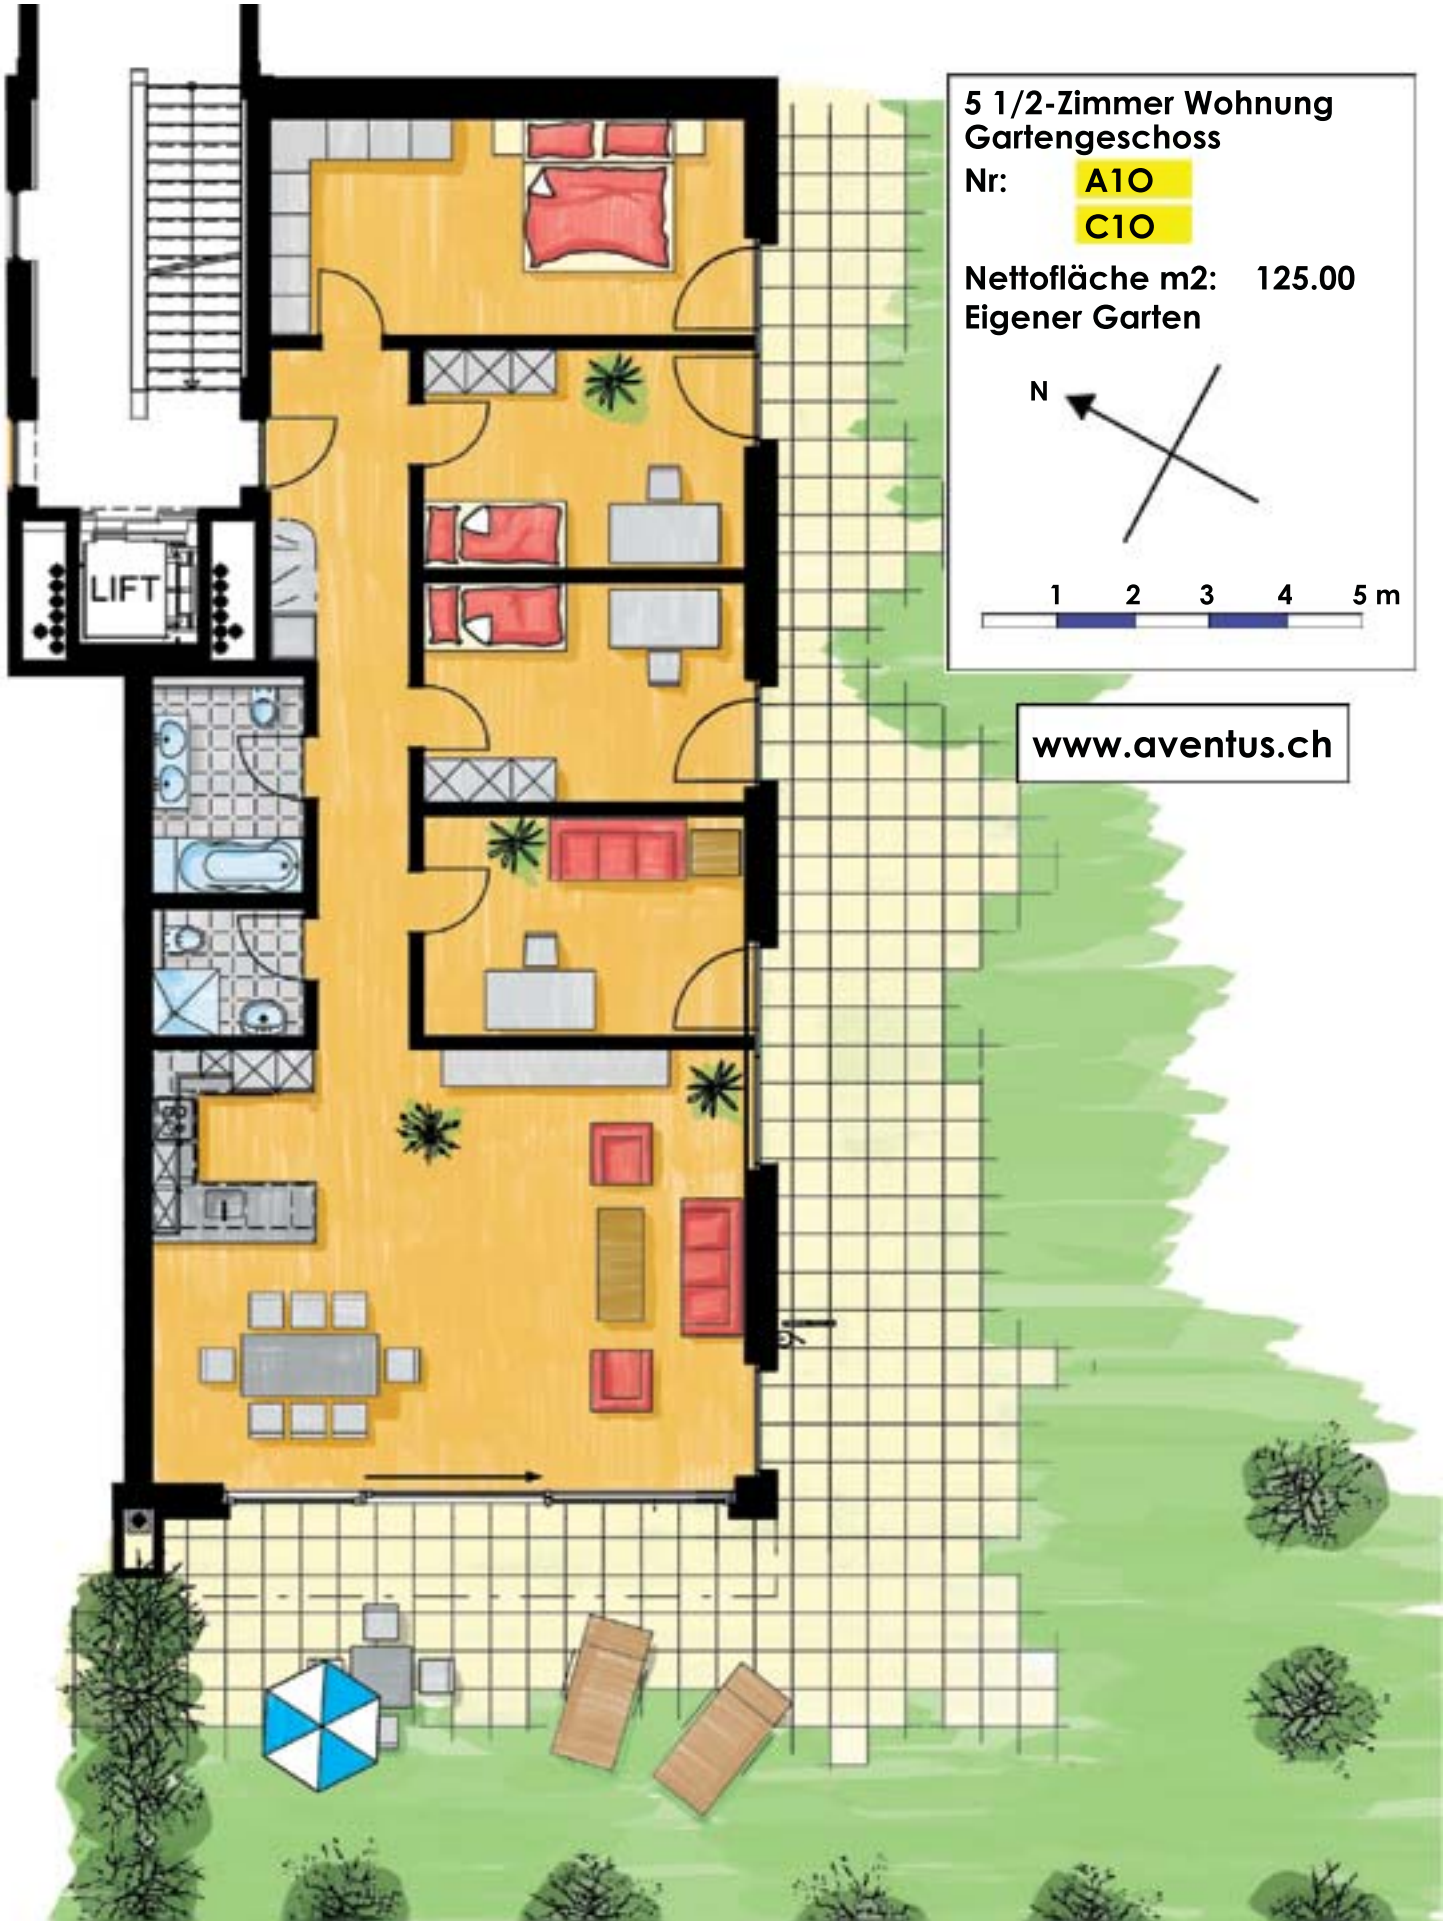 5 1/2-Zimmer Wohnung
Gartengeschoss
Nr: A1O
C1O
Nettofläche m2: 125.00
Eigener Garten
N
1 2 3 4 5 m
www.aventus.ch
LIFT